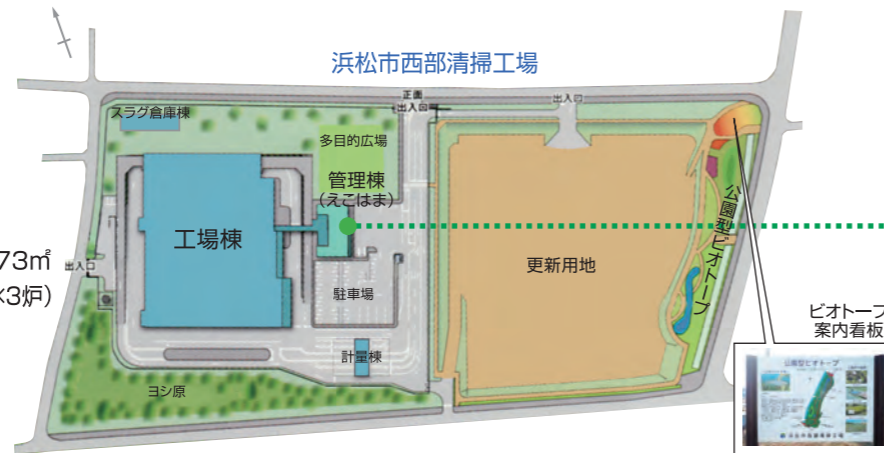 浜松市西部清掃工場
正面
出入口
出入口
スラグ倉庫棟
多目的広場
管理棟
(えこはま)
工場棟
公園型ビオトープ
73㎡
×3炉)
出入口
更新用地
駐車場
計量棟
ヨシ原
ビオトープ
案内看板
公園型ビオトープ